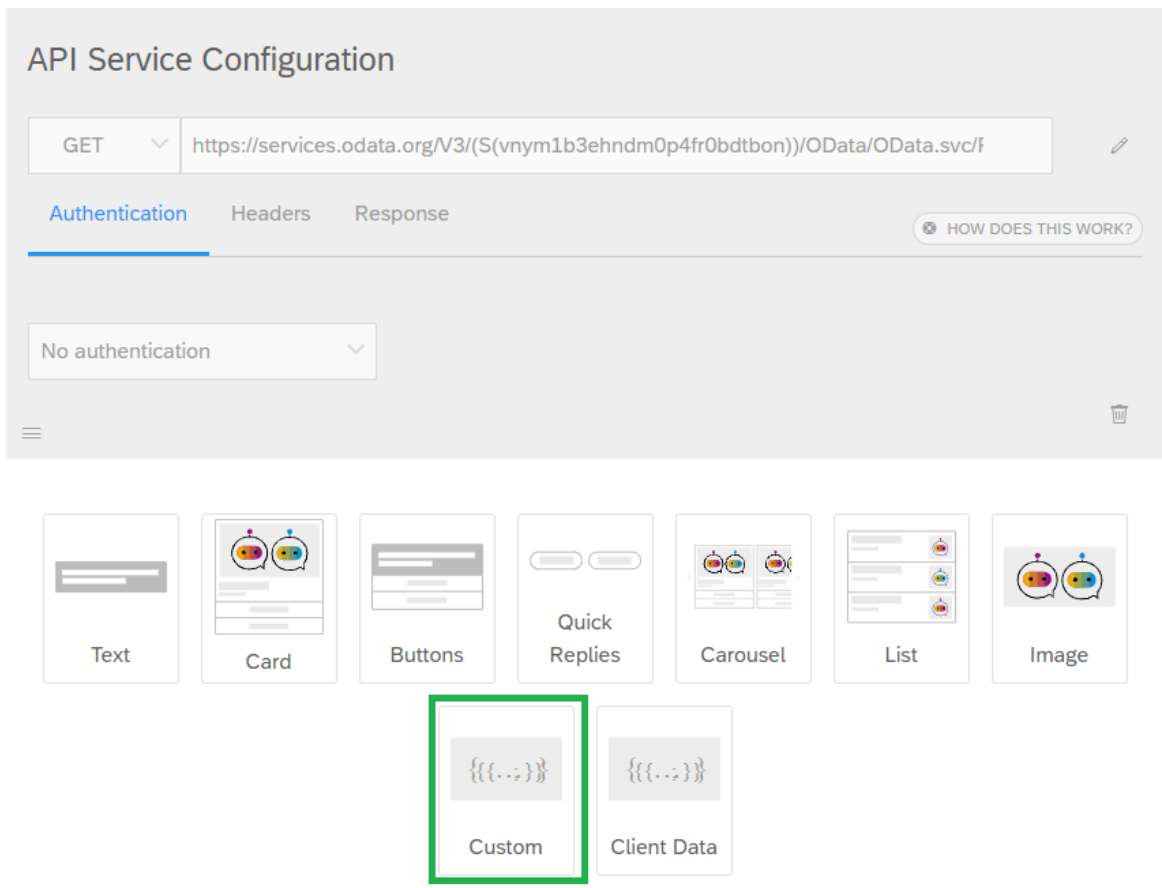 API Service Configuration
GET https://services.odata.org/V3/(S(vnym1b3ehndm0p4fr0bdtbon))/OData/OData.svc/
Authentication Headers Response
HOW DOES THIS WORK?
No authentication
Text
Card
Buttons
Quick
Replies
Carousel
List
Image
{{{..;}}}
Custom
{{{..;}}}
Client Data